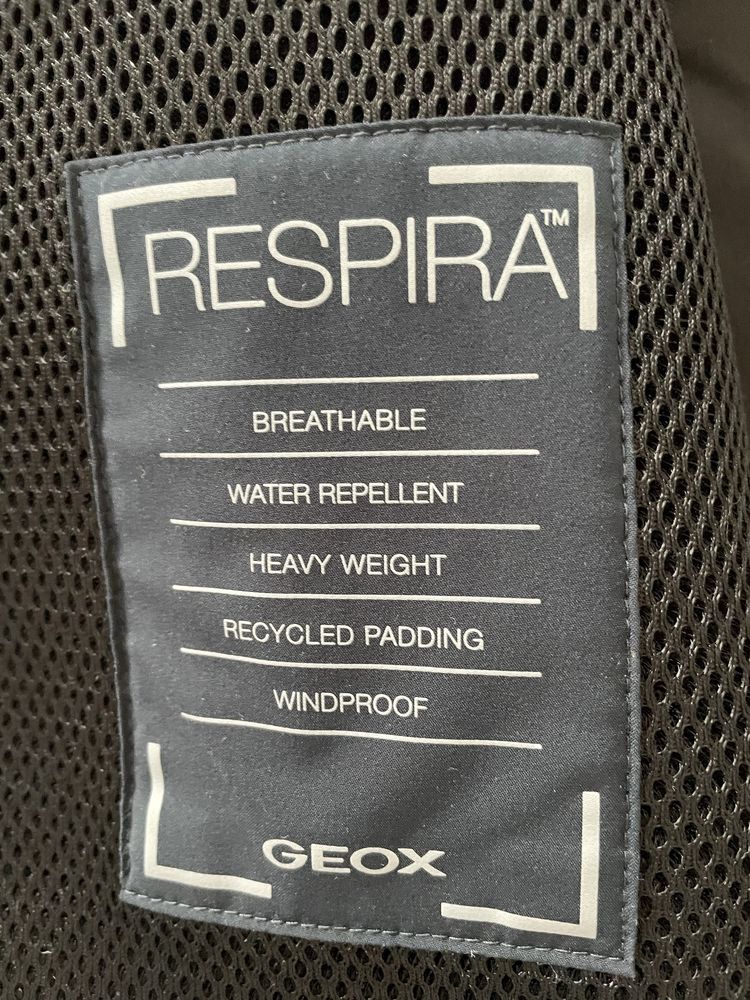 RESPIRA™
BREATHABLE
WATER REPELLENT
HEAVY WEIGHT
RECYCLED PADDING
WINDPROOF
GEOX